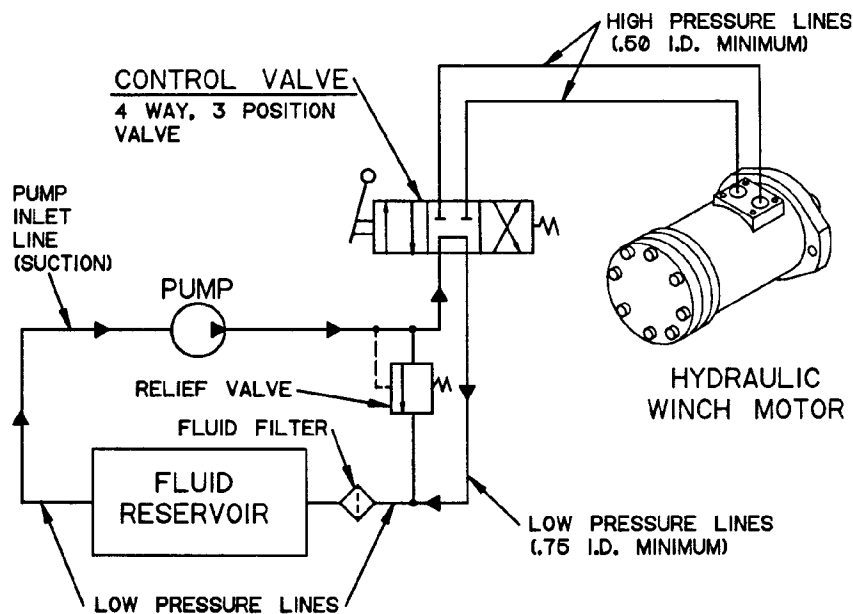 HIGH PRESSURE LINES
(.50 I.D. MINIMUM)
CONTROL VALVE
4 WAY, 3 POSITION
VALVE
PUMP
INLET
LINE
(SUCTION)
PUMP
RELIEF VALVE
FLUID FILTER
FLUID
RESERVOIR
HYDRAULIC
WINCH MOTOR
LOW PRESSURE LINES
(.75 I.D. MINIMUM)
LOW PRESSURE LINES